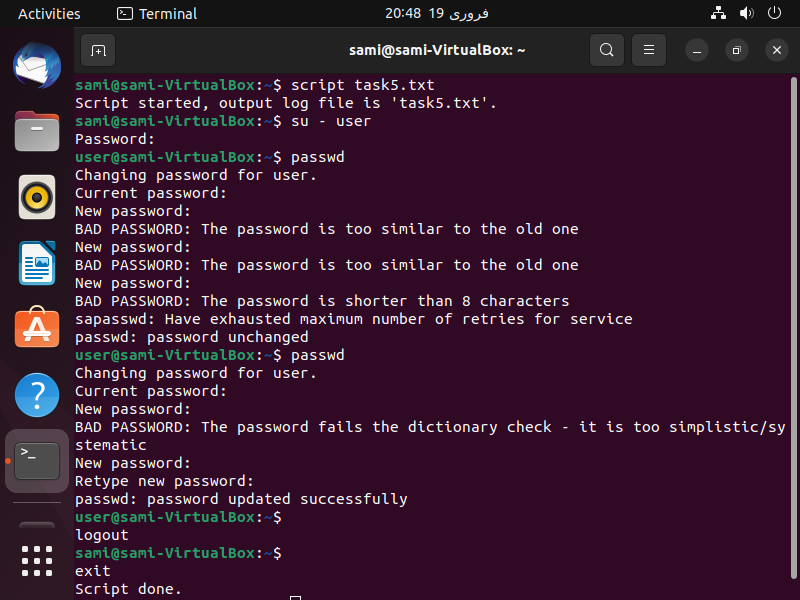 Activities Terminal 20:48 19 فروری
sami@sami-VirtualBox: ~
sami@sami-VirtualBox:~$ script task5.txt
Script started, output log file is 'task5.txt'.
sami@sami-VirtualBox:~$ su - user
Password:
user@sami-VirtualBox:~$ passwd
Changing password for user.
Current password:
New password:
BAD PASSWORD: The password is too similar to the old one
New password:
BAD PASSWORD: The password is too similar to the old one
New password:
BAD PASSWORD: The password is shorter than 8 characters
sapasswd: Have exhausted maximum number of retries for service
passwd: password unchanged
user@sami-VirtualBox:~$ passwd
Changing password for user.
Current password:
New password:
BAD PASSWORD: The password fails the dictionary check - it is too simplistic/sy
stematic
New password:
Retype new password:
passwd: password updated successfully
user@sami-VirtualBox:~$
logout
sami@sami-VirtualBox:~$
exit
Script done.